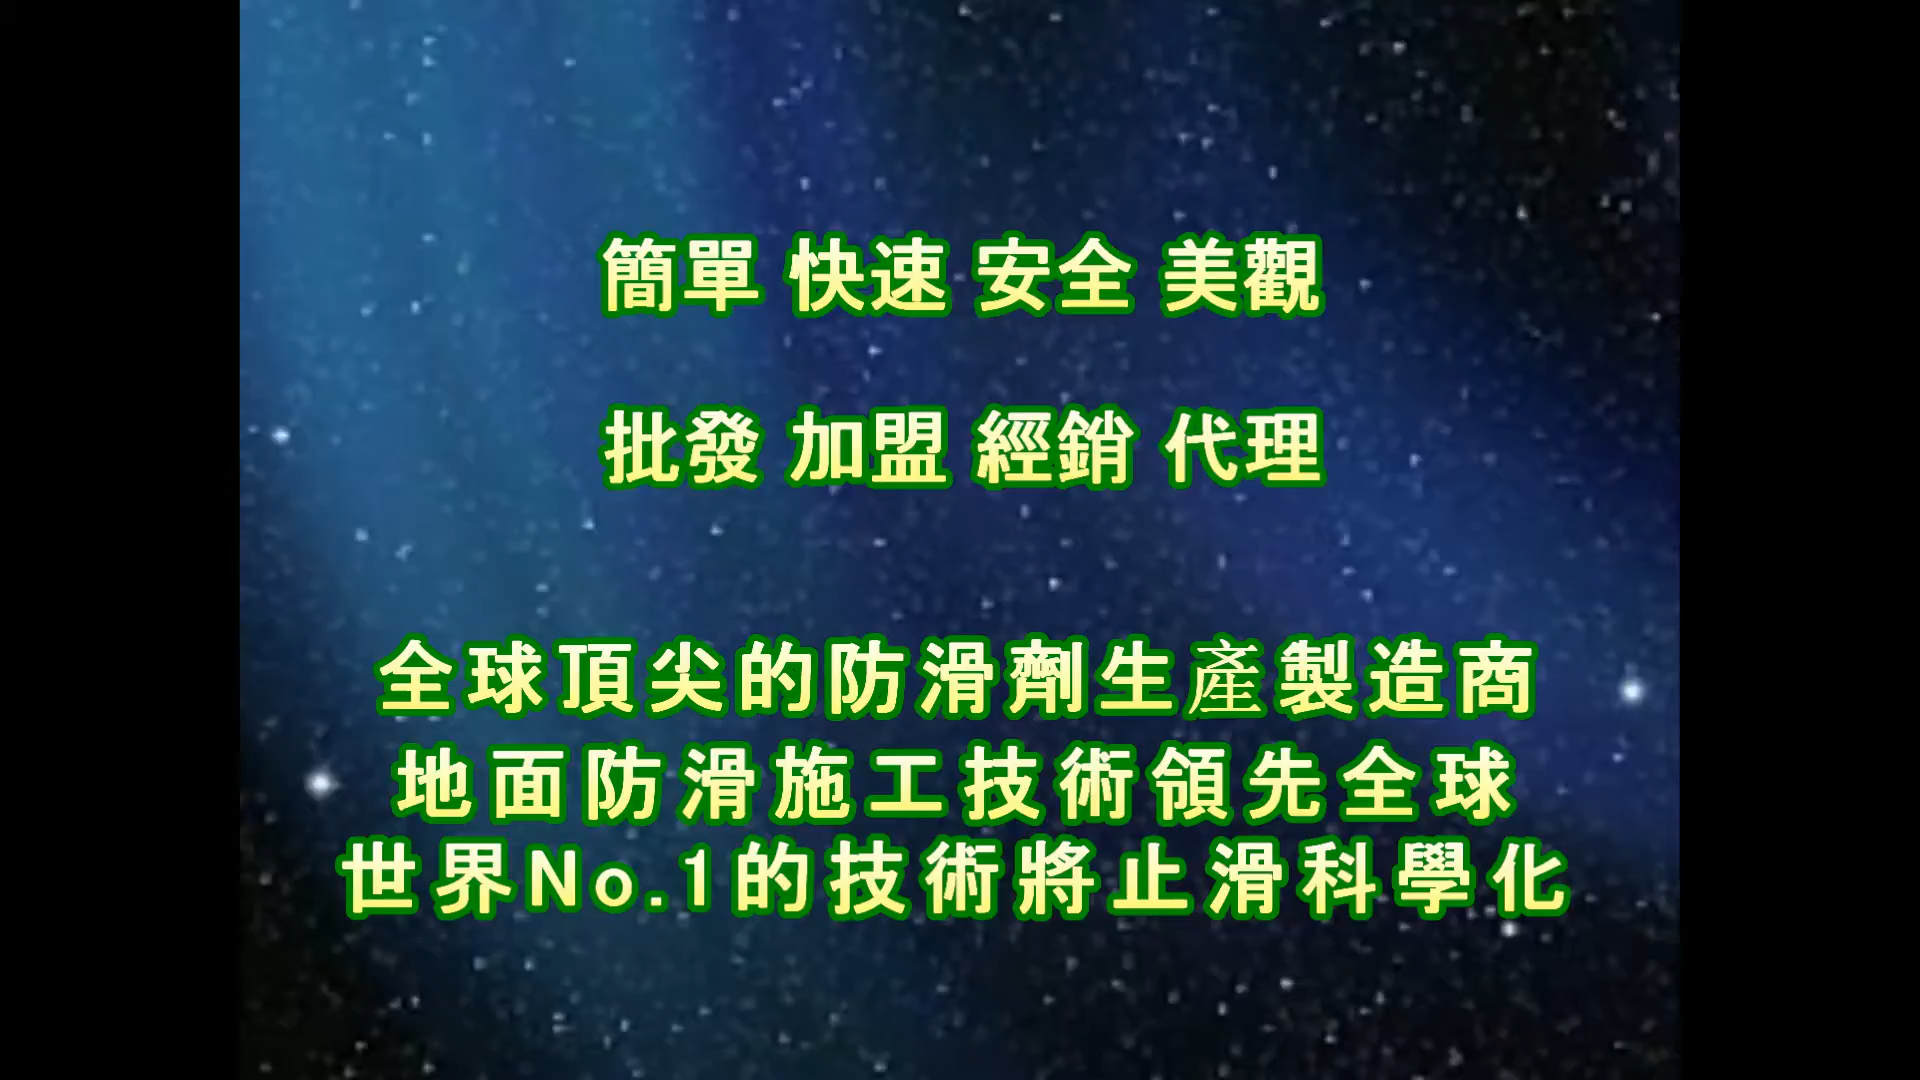 簡單 快速 安全 美觀
批發 加盟 經銷 代理
全球頂尖的防滑劑生產製造商
地面防滑施工技術領先全球
世界No.1的技術將止滑科學化